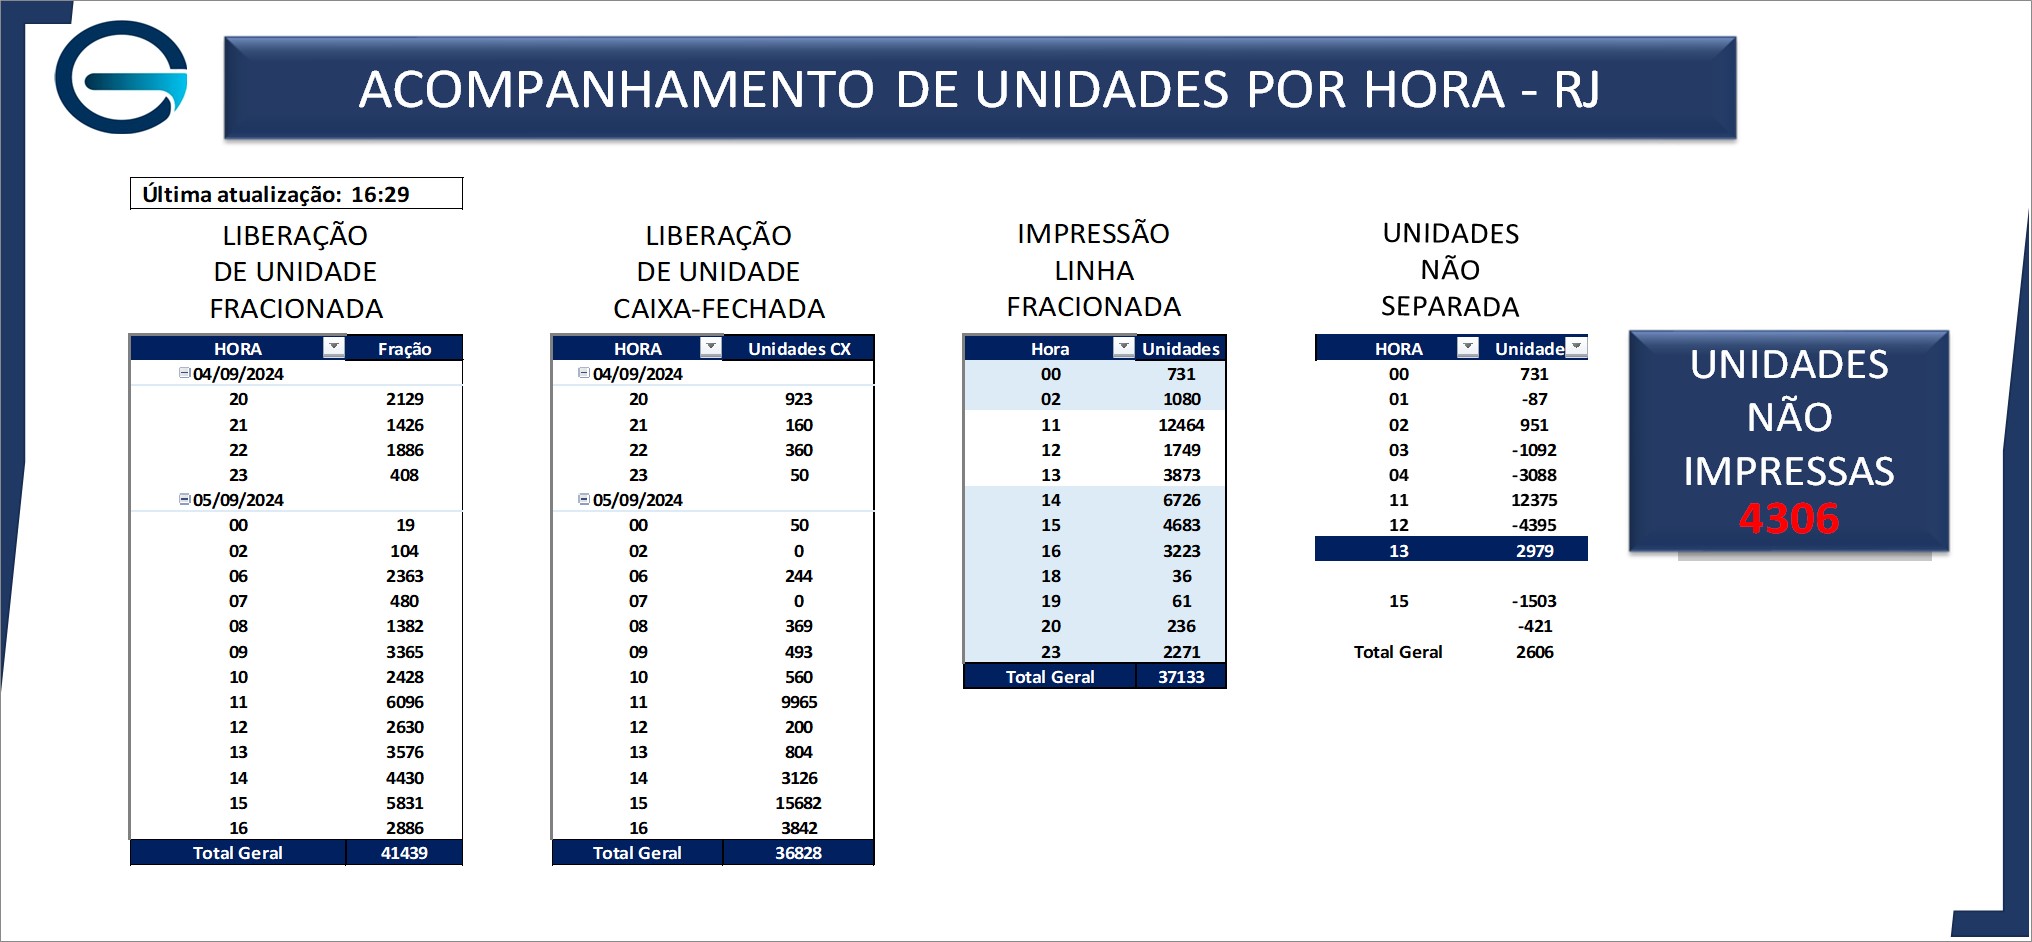 ACOMPANHAMENTO DE UNIDADES POR HORA - RJ
Última atualização: 16:29
LIBERAÇÃO
DE UNIDADE
FRACIONADA
HORA Fração
04/09/2024
20 2129
21 1426
22 1886
23 408
05/09/2024
00 19
02 104
06 2363
07 480
08 1382
09 3365
10 2428
11 6096
12 2630
13 3576
14 4430
15 5831
16 2886
Total Geral 41439
LIBERAÇÃO
DE UNIDADE
CAIXA-FECHADA
HORA Unidades CX
04/09/2024
20 923
21 160
22 360
23 50
05/09/2024
00 50
02 0
06 244
07 0
08 369
09 493
10 560
11 9965
12 200
13 804
14 3126
15 15682
16 3842
Total Geral 36828
IMPRESSÃO
LINHA
FRACIONADA
Hora Unidades
00 731
02 1080
11 12464
12 1749
13 3873
14 6726
15 4683
16 3223
18 36
19 61
20 236
23 2271
Total Geral 37133
UNIDADES
NÃO
SEPARADA
HORA Unidade
00 731
01 -87
02 951
03 -1092
04 -3088
11 12375
12 -4395
13 2979
15 -1503
-421
Total Geral 2606
UNIDADES
NÃO
IMPRESSAS
4306